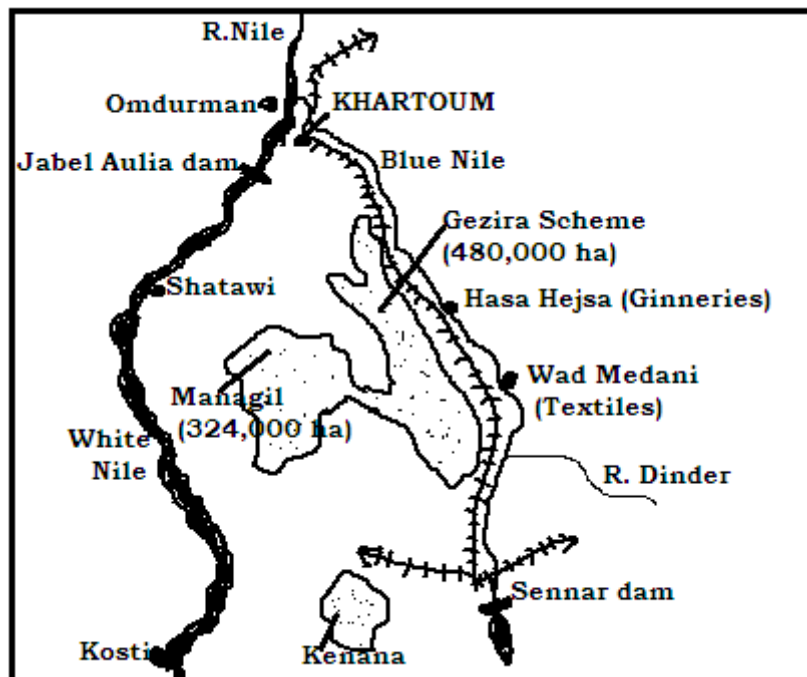 R.Nile
Omdurman
KHARTOUM
Jabel Aulia dam
Blue Nile
Gezira Scheme
(480,000 ha)
Shatawi
Hasa Hejsa (Ginneries)
Managil
(324,000 ha)
Wad Medani
(Textiles)
White
Nile
R. Dinder
Sennar dam
Kosti
Kenana